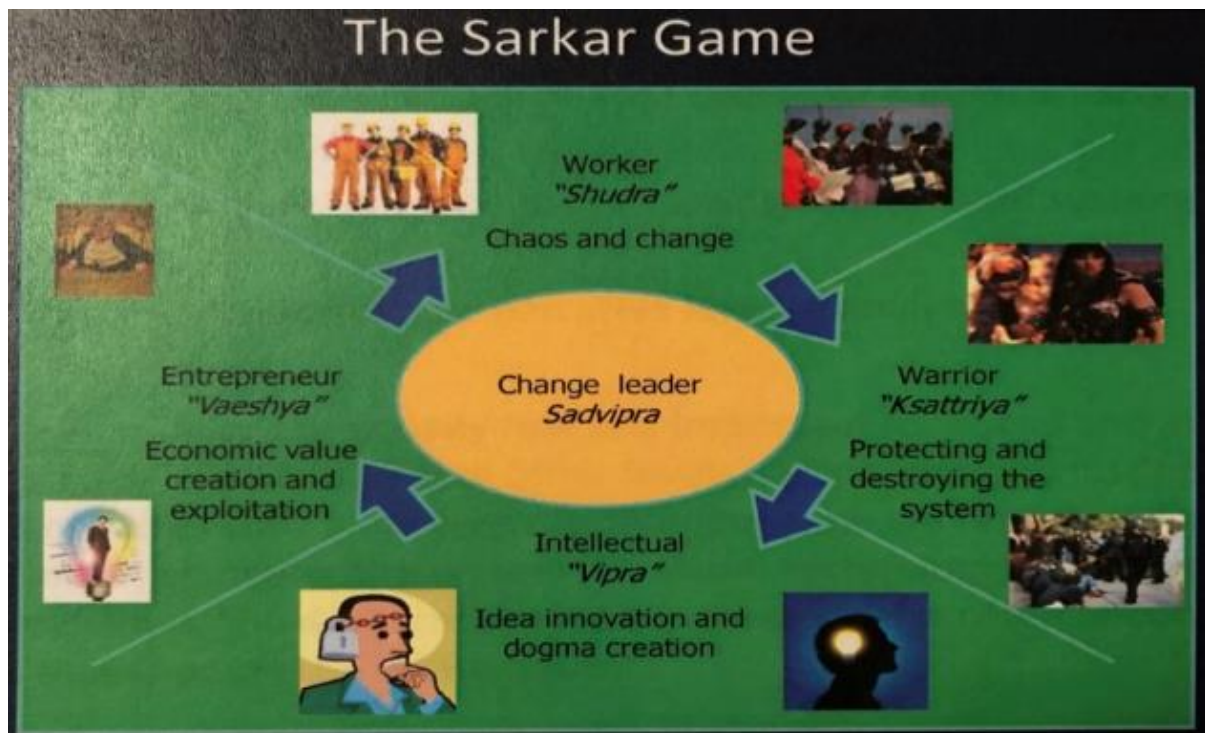 The Sarkar Game
Worker
"Shudra"
Chaos and change
Entrepreneur
"Vaeshya"
Economic value
creation and
exploitation
Change leader
Sadvipra
Warrior
"Ksattriya"
Protecting and
destroying the
system
Intellectual
"Vipra"
Idea innovation and
dogma creation